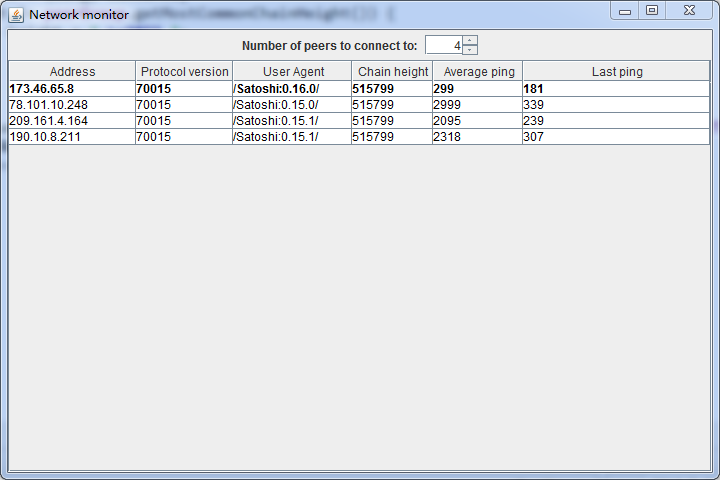 .getMostCommonChainHeight()) {
Network monitor
Number of peers to connect to: 4
Address Protocol version User Agent Chain height Average ping Last ping
173.46.65.8 70015 /Satoshi:0.16.0/ 515799 299 181
78.101.10.248 70015 /Satoshi:0.15.0/ 515799 2999 339
209.161.4.164 70015 /Satoshi:0.15.1/ 515799 2095 239
190.10.8.211 70015 /Satoshi:0.15.1/ 515799 2318 307